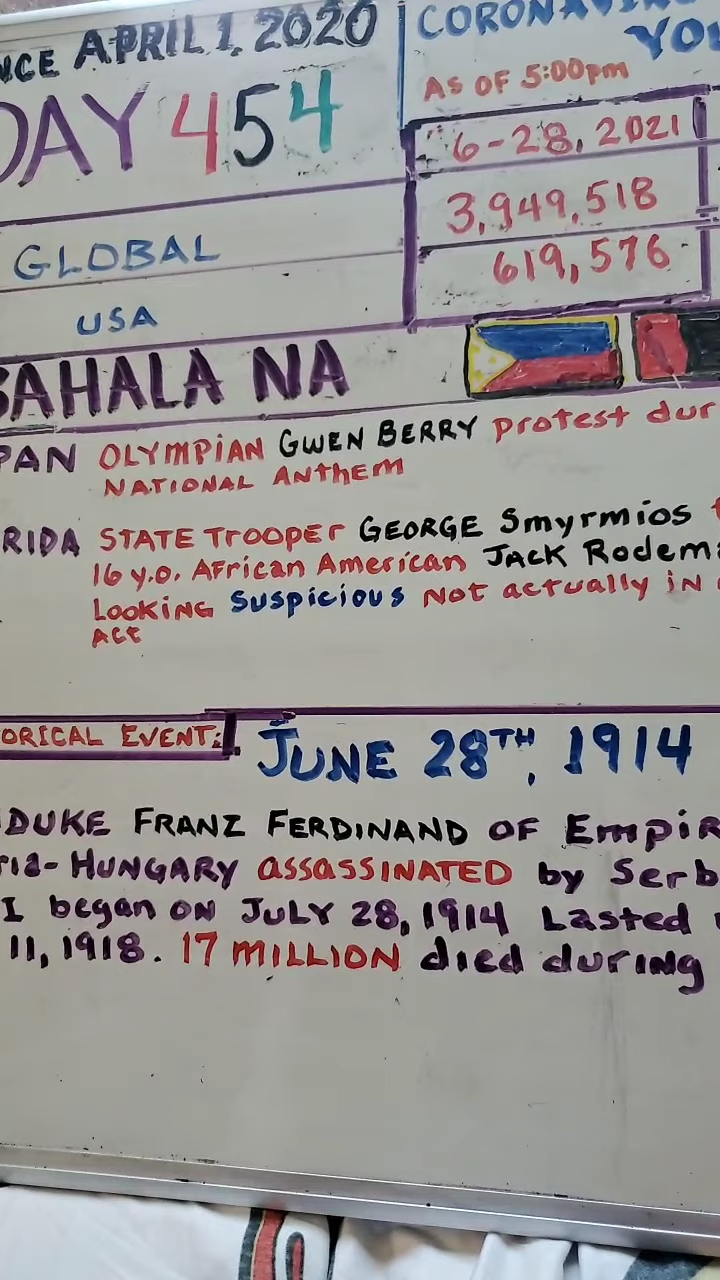 NCE APRIL 1, 2020
CORONAVI
YOU
AS OF 5:00pm
DAY 454
6-28, 2021
GLOBAL 3,949,518
USA 619,576
BAHALA NA
PAN OLYMPIAN GWEN BERRY protest dur
NATIONAL ANthEM
RIDA STATE TrOOPEr GEORGE Smyrmios
16 y.o. AFrican American JACK Rodem
LOOKING Suspicious NOt actually iN
ACt
ORICAL EVENT: JUNE 28TH, 1914
DUKE FRANZ FERDINAND OF EmpiR
ria-HUNGARY ASSASSINATED by Serb
I began ON JULY 28, 1914 Lasted
11, 1918. 17 MILLION died during